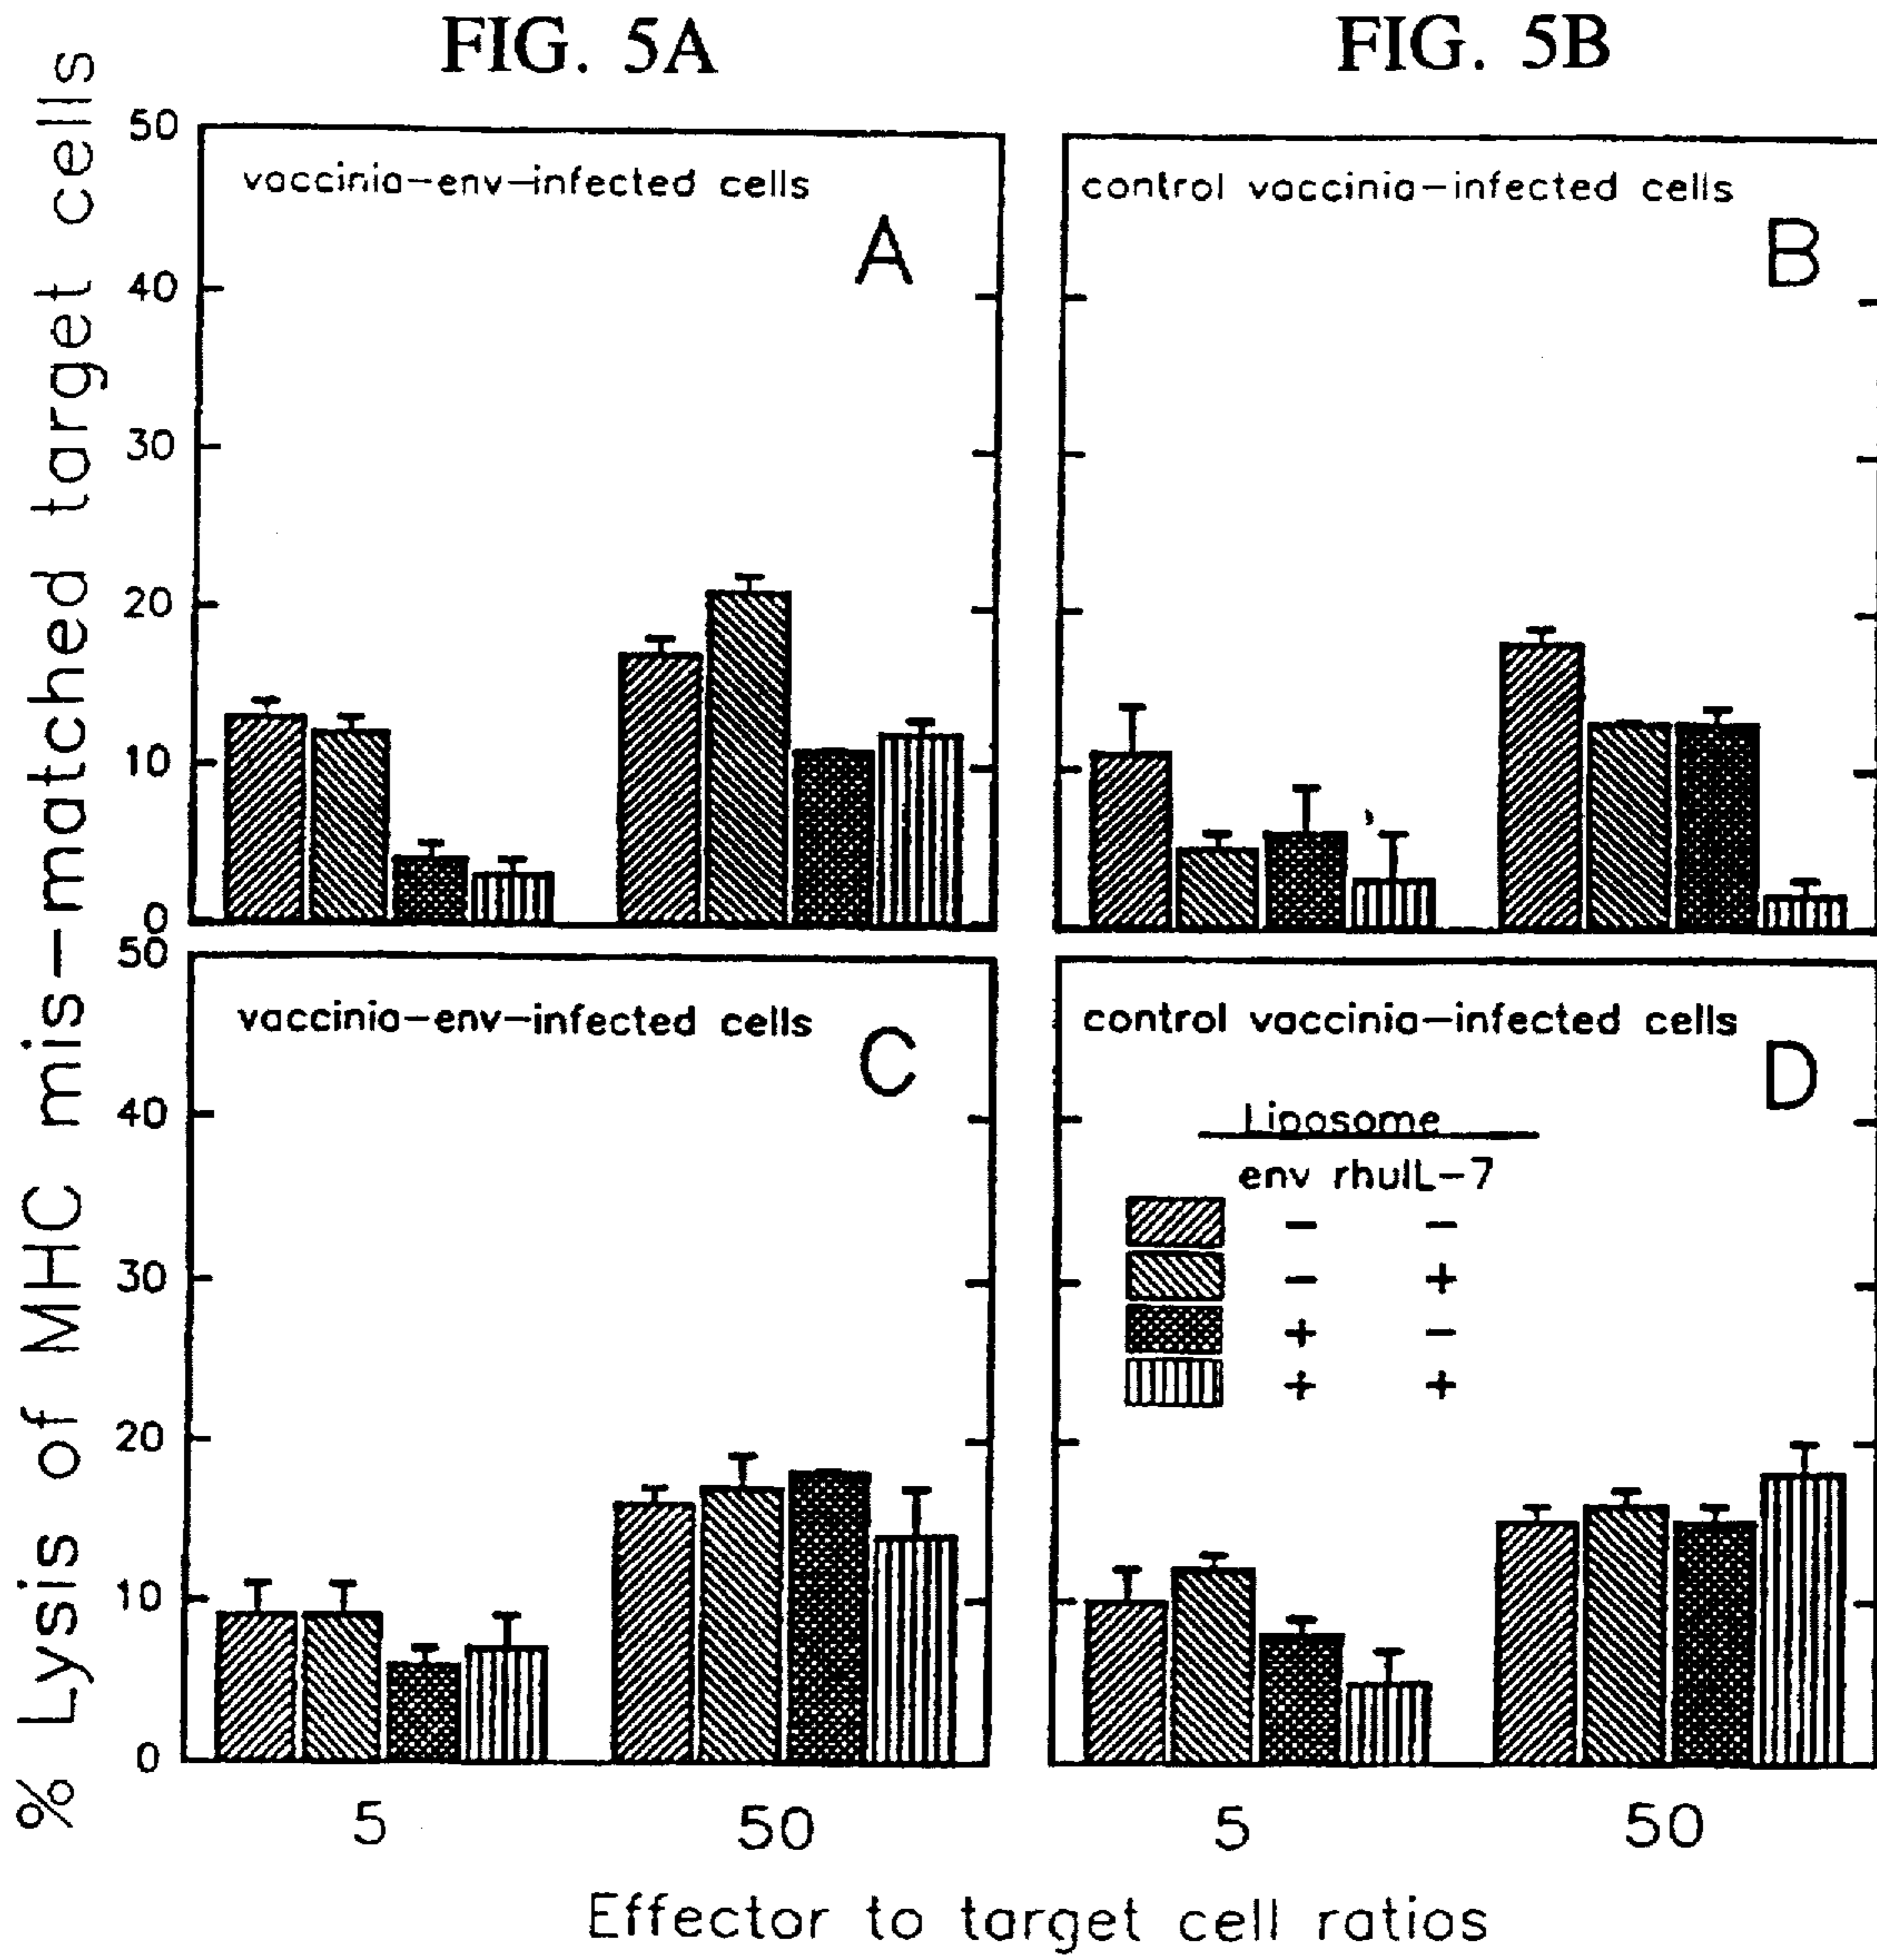 FIG. 5A
FIG. 5B
% Lysis of MHC mis-matched target cells
50
40
30
20
10
0
vaccinia-env-infected cells
A
control vaccinia-infected cells
B
50
40
30
20
10
0
vaccinia-env-infected cells
C
control vaccinia-infected cells
D
Liposome
env rhuIL-7
- -
- +
+ -
+ +
5 50 5 50
Effector to target cell ratios